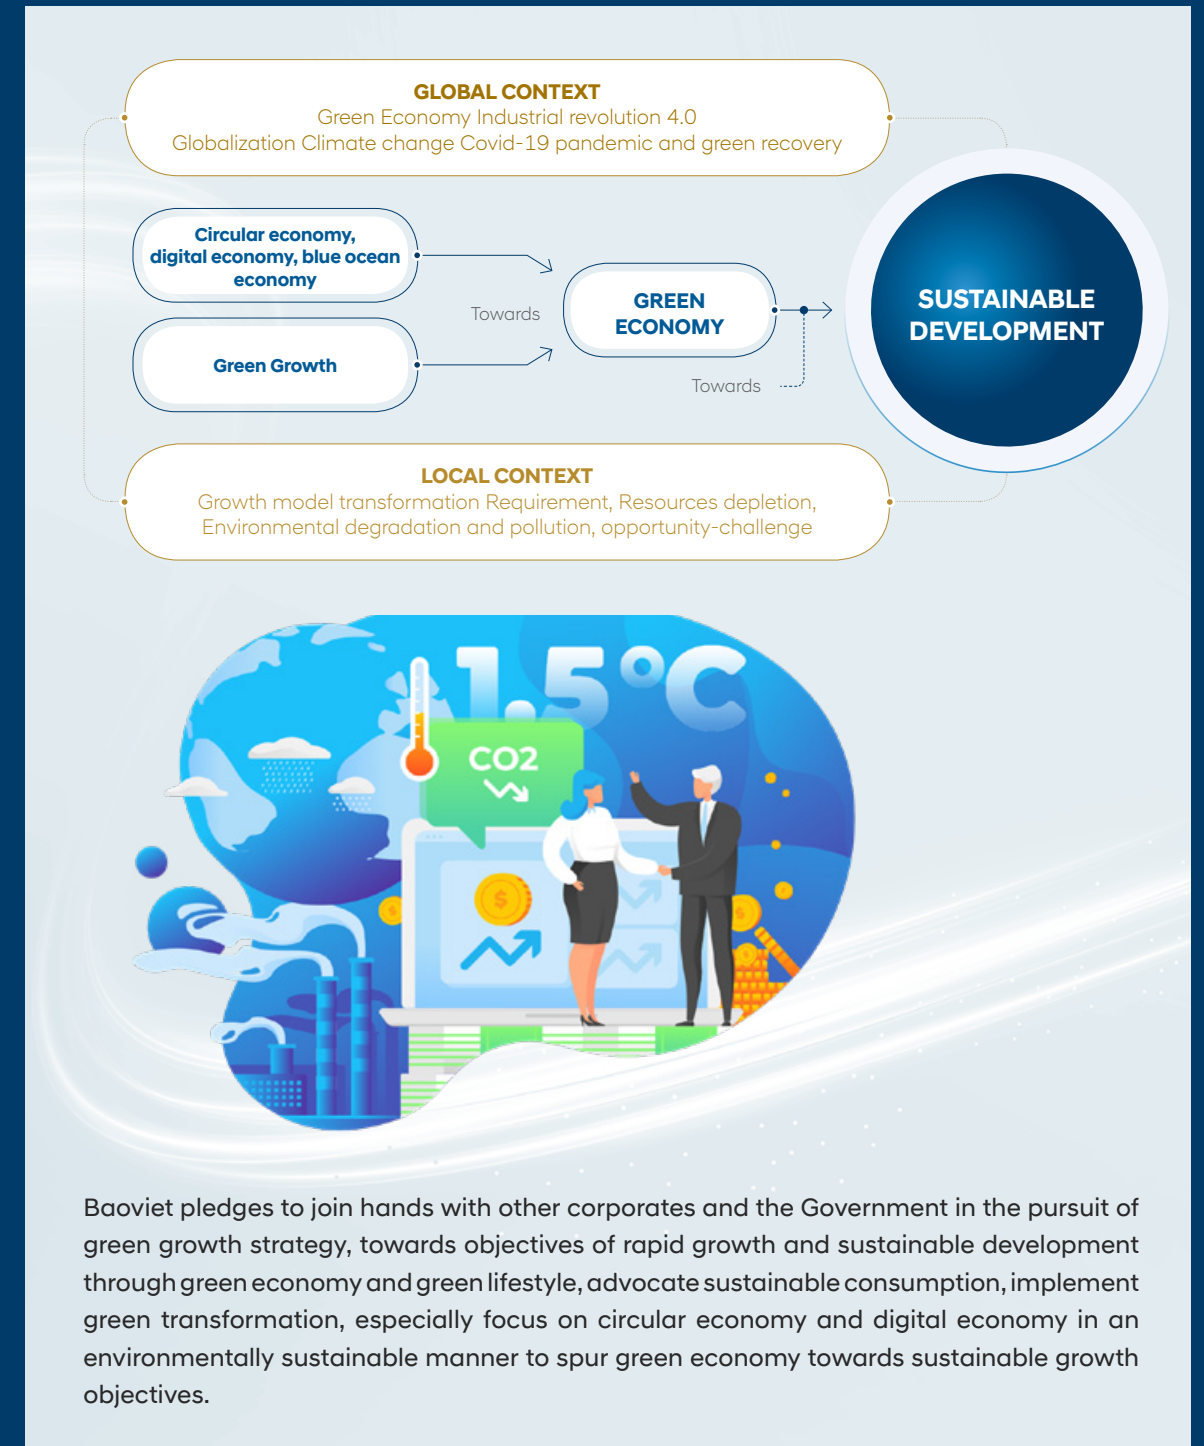 GLOBAL CONTEXT
Green Economy Industrial revolution 4.0
Globalization Climate change Covid-19 pandemic and green recovery
Circular economy,
digital economy, blue ocean
economy
Towards
GREEN
ECONOMY
SUSTAINABLE
DEVELOPMENT
Green Growth
Towards
LOCAL CONTEXT
Growth model transformation Requirement, Resources depletion,
Environmental degradation and pollution, opportunity-challenge
1.5°C
CO2
$
$
$
Baoviet pledges to join hands with other corporates and the Government in the pursuit of
green growth strategy, towards objectives of rapid growth and sustainable development
through green economy and green lifestyle, advocate sustainable consumption, implement
green transformation, especially focus on circular economy and digital economy in an
environmentally sustainable manner to spur green economy towards sustainable growth
objectives.